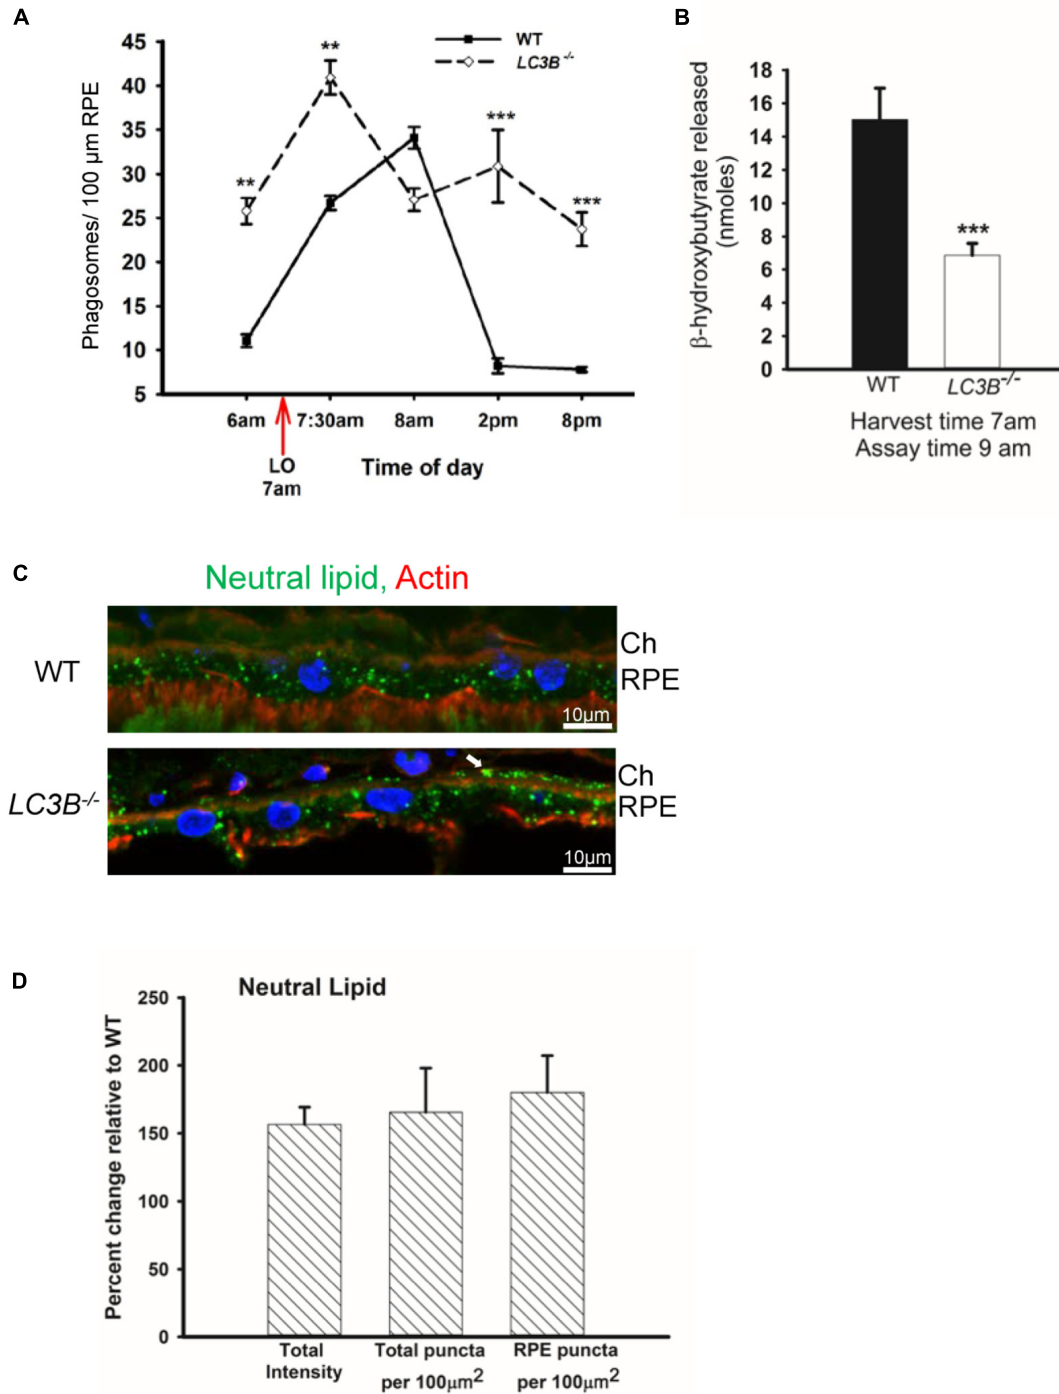 A
WT
LC3B -/-
45
40
35
30
25
20
15
10
5
Phagosomes/ 100 µm RPE
**
**
***
***
6am
7:30am
8am
2pm
8pm
LO
7am
Time of day
B
β-hydroxybutyrate released
(nmoles)
18
16
14
12
10
8
6
4
2
0
***
WT
LC3B-/-
Harvest time 7am
Assay time 9 am
C
Neutral lipid, Actin
WT
Ch
RPE
10µm
LC3B-/-
Ch
RPE
10µm
D
Neutral Lipid
Percent change relative to WT
250
200
150
100
50
0
Total
Intensity
Total puncta
per 100µm2
RPE puncta
per 100µm2